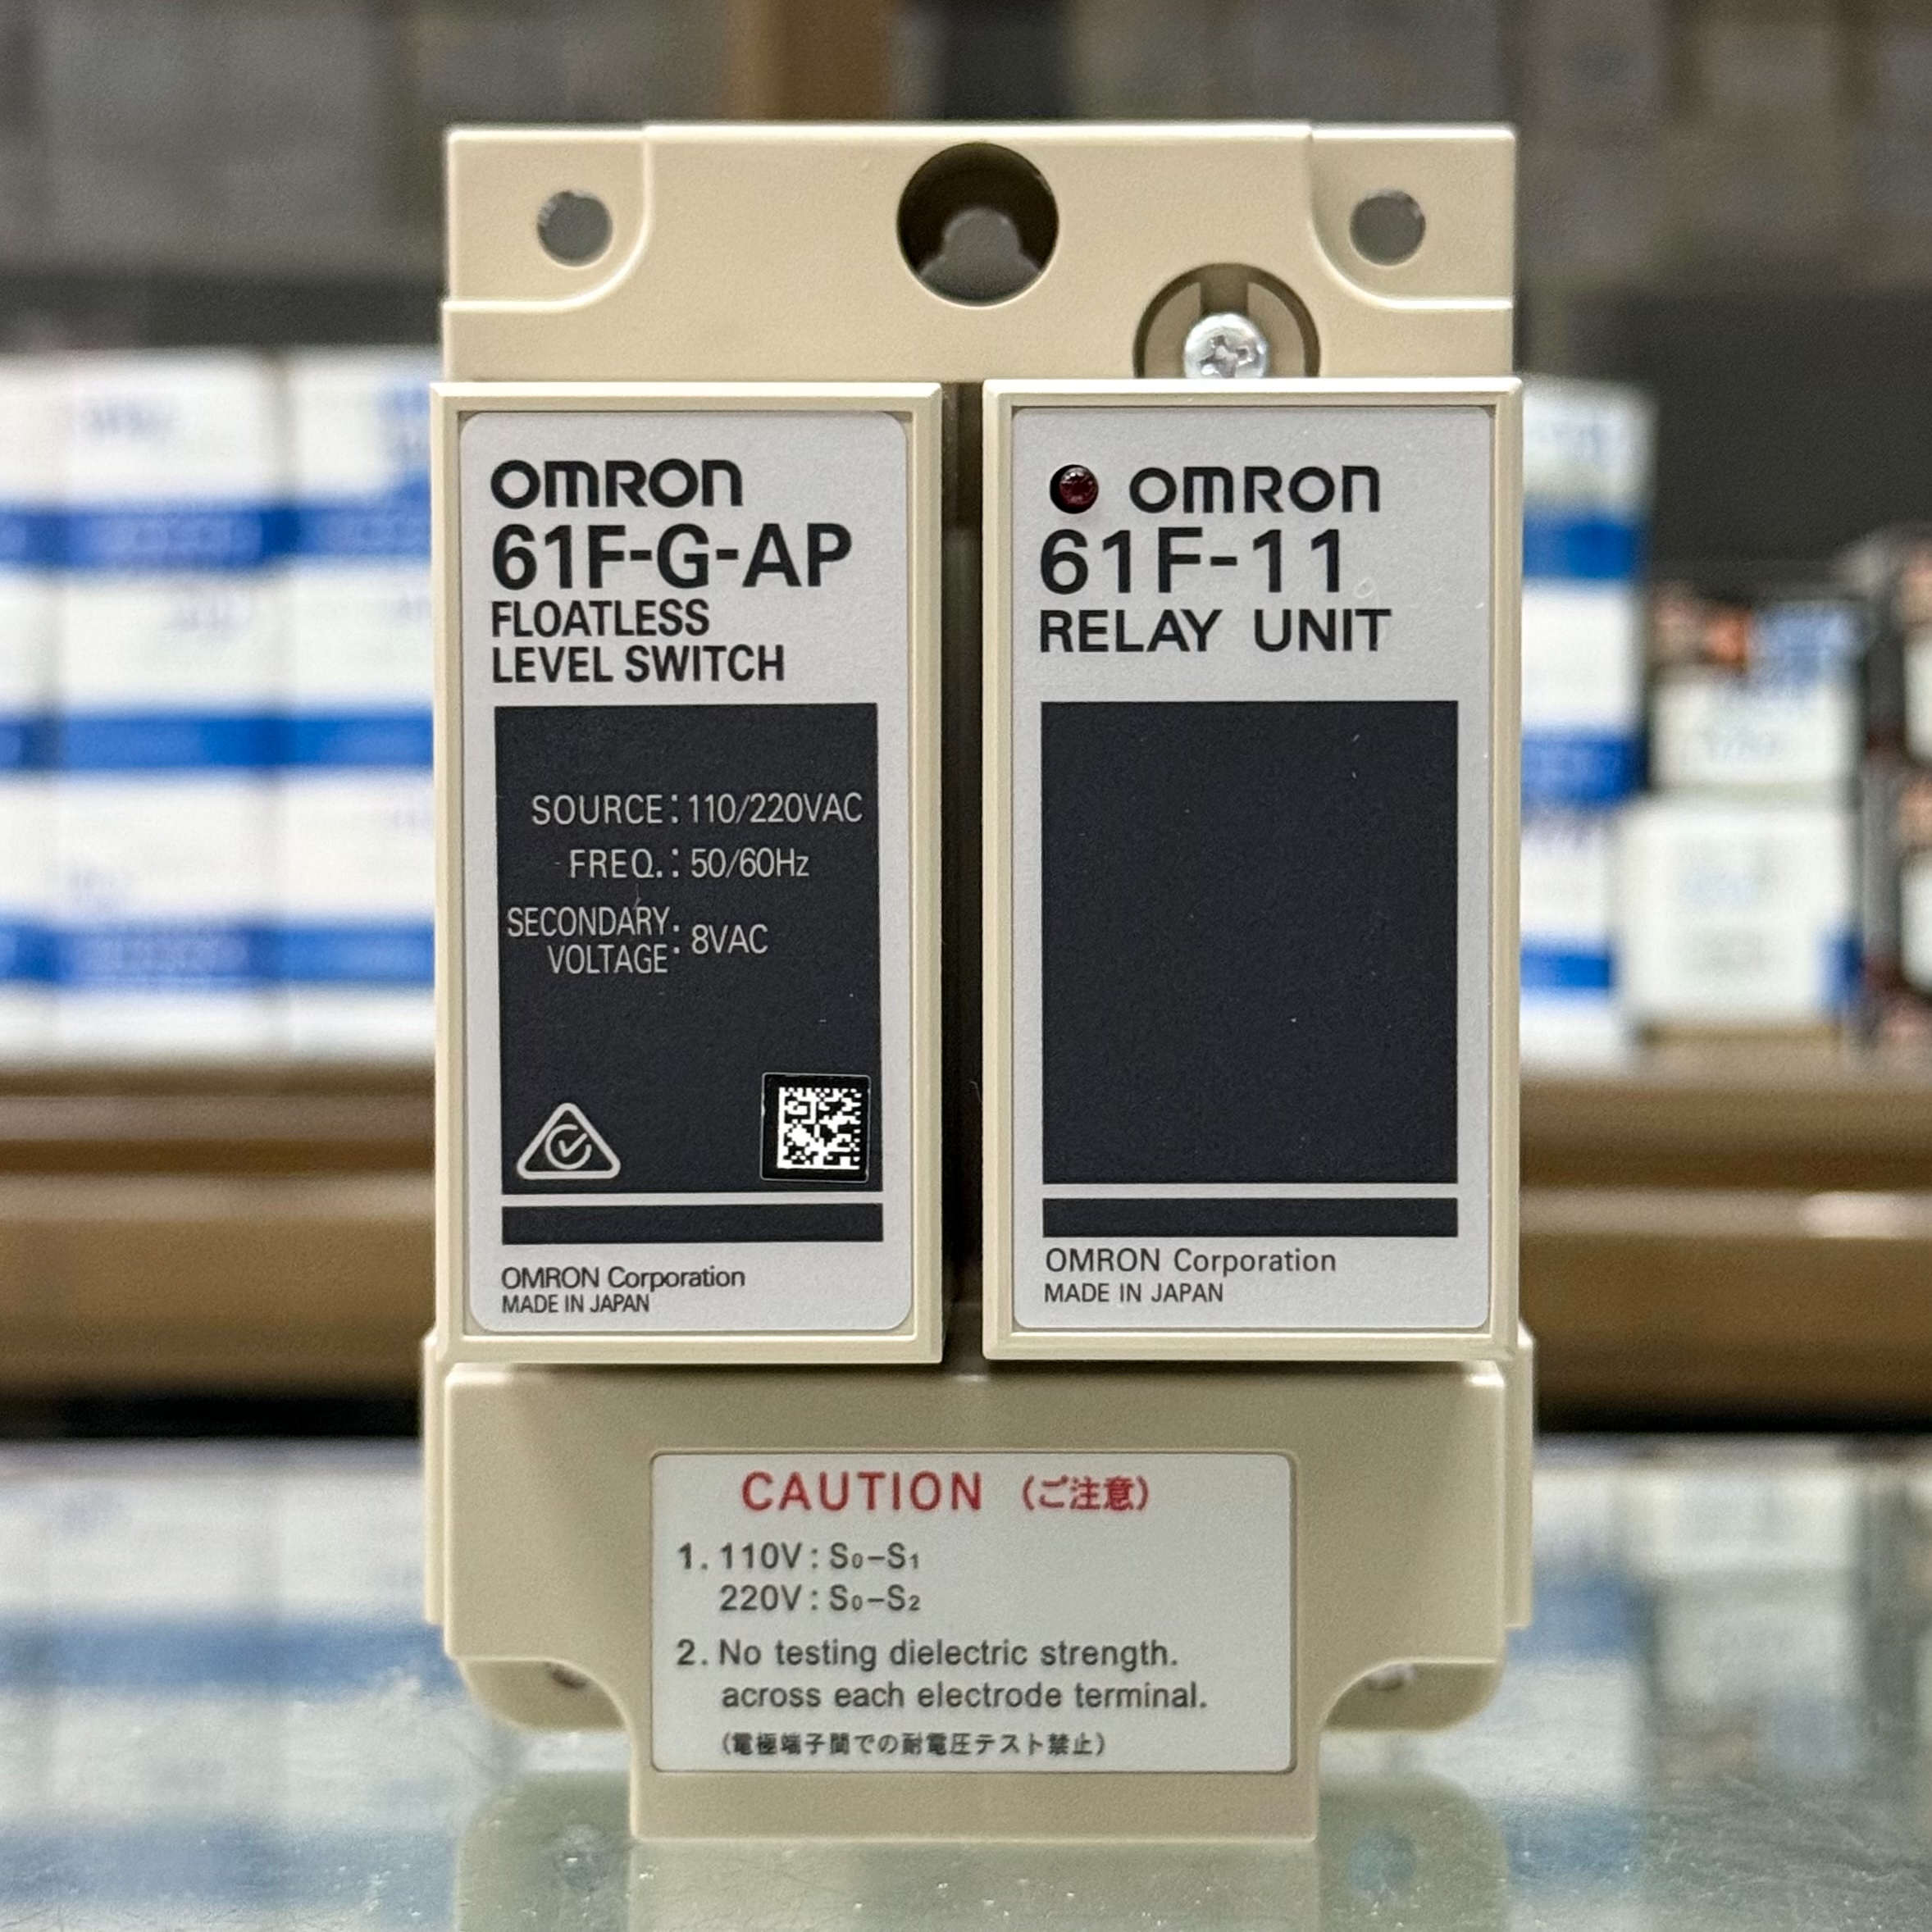 OMRON
61F-G-AP
FLOATLESS
LEVEL SWITCH
SOURCE: 110/220VAC
FREQ.: 50/60Hz
SECONDARY
VOLTAGE: 8VAC
OMRON Corporation
MADE IN JAPAN
OMRON
61F-11
RELAY UNIT
OMRON Corporation
MADE IN JAPAN
CAUTION (ご注意)
1. 110V: S₀-S₁
220V: S₀-S₂
2. No testing dielectric strength.
across each electrode terminal.
(電極端子間での耐電圧テスト禁止)